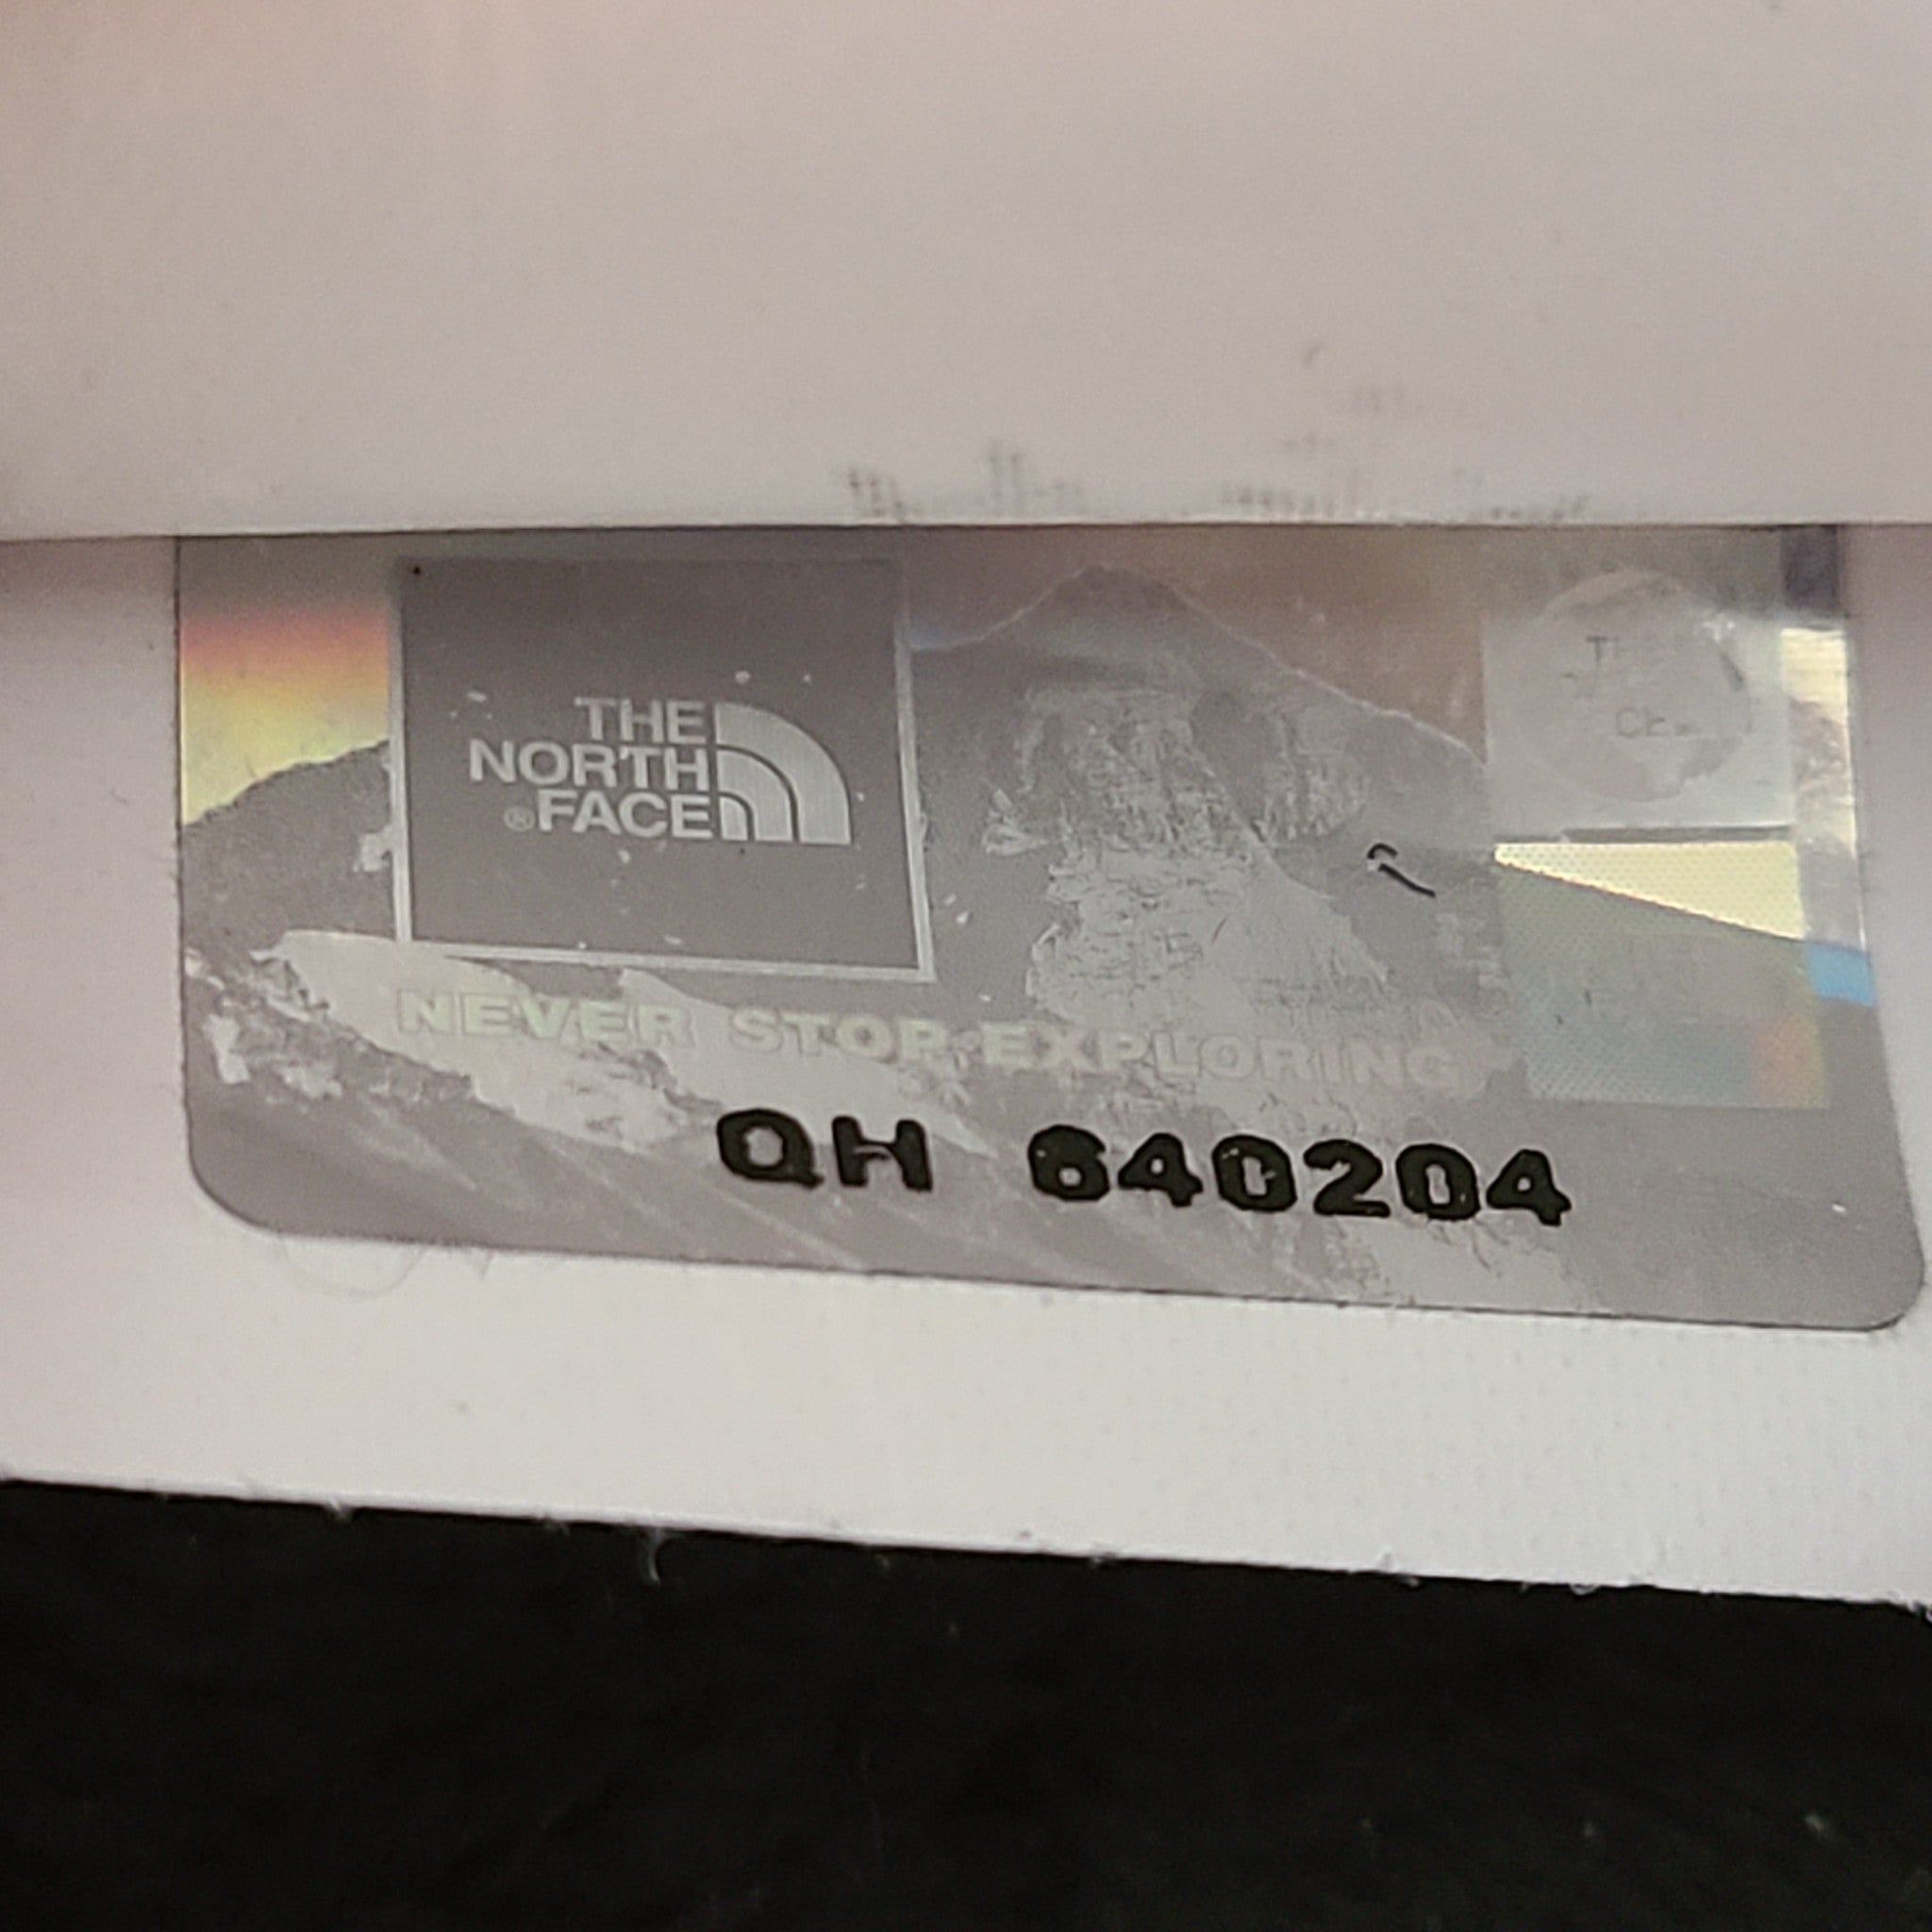 THE
NORTH
®FACE
NEVER STOP EXPLORING
QH 640204